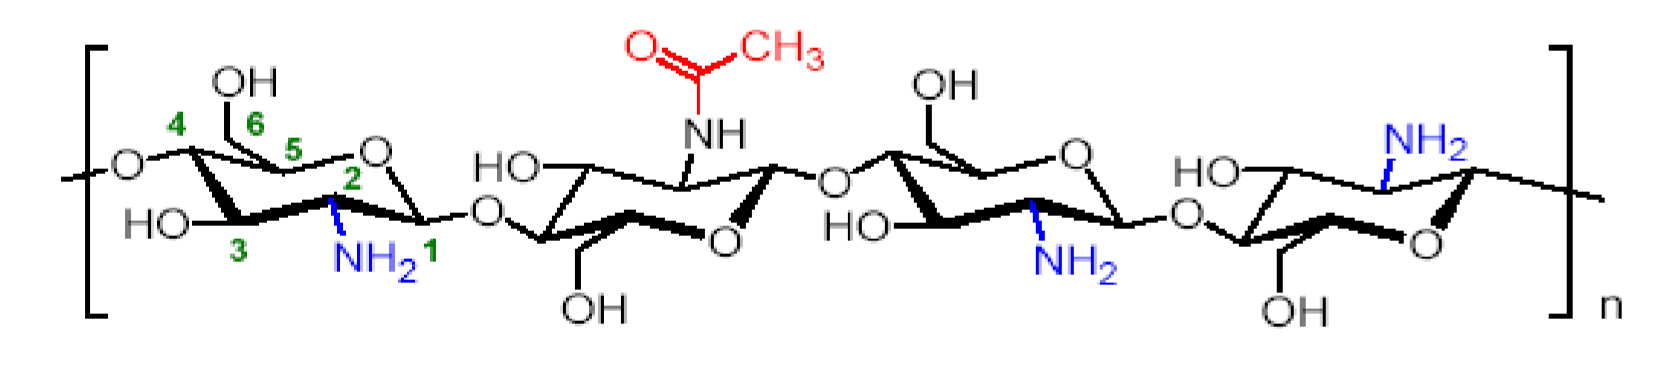 O CH3
OH OH
4 6 NH NH2
5 O HO O HO
O 2 O
HO O O
3 NH2 1 O HO NH2 O
OH OH
n